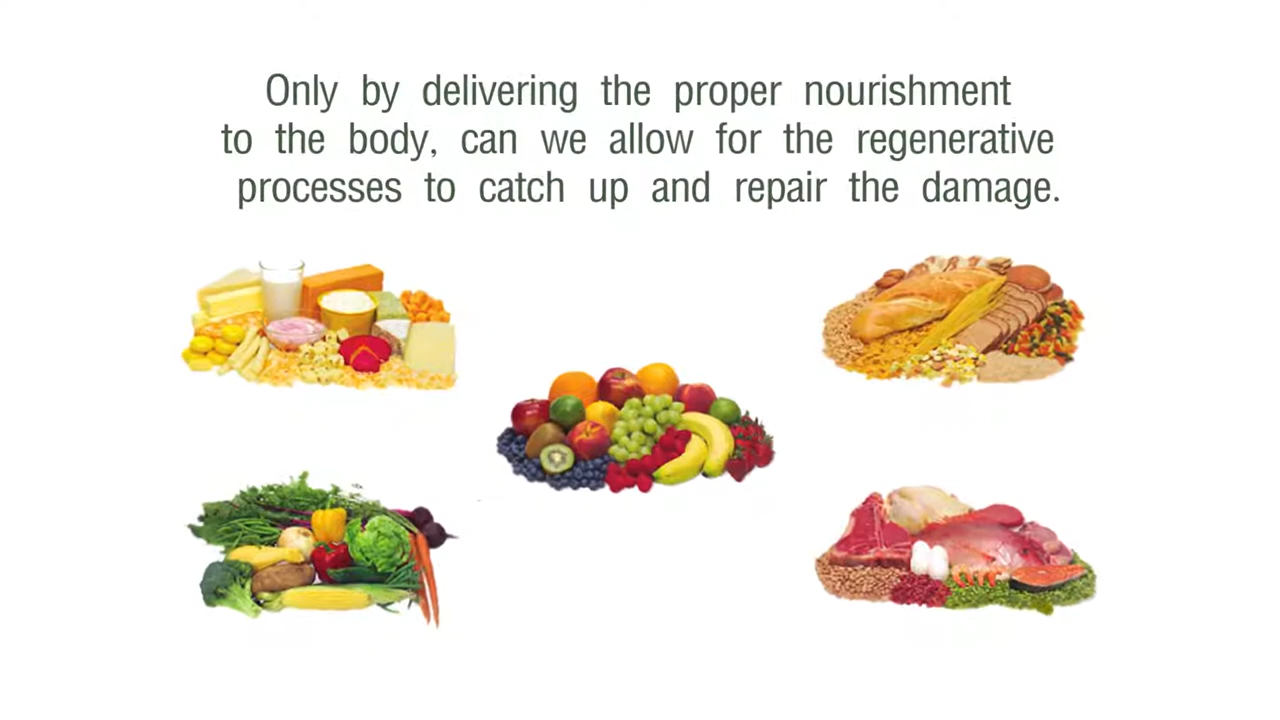 Only by delivering the proper nourishment
to the body, can we allow for the regenerative
processes to catch up and repair the damage.